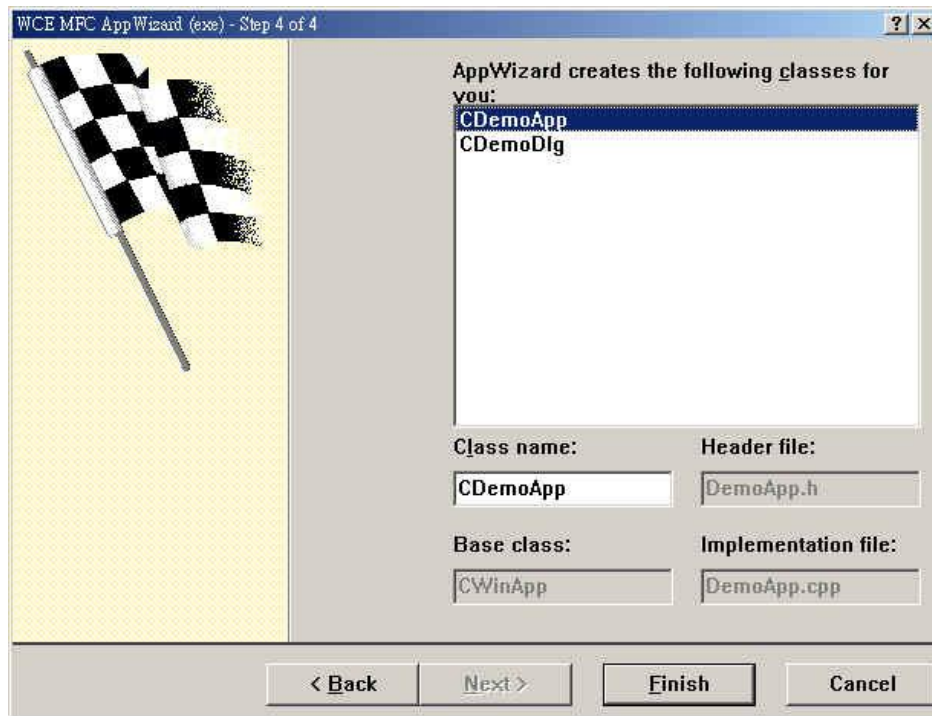 WCE MFC AppWizard (exe) - Step 4 of 4
AppWizard creates the following classes for
you:
CDemoApp
CDemoDlg
Class name:
Header file:
CDemoApp
DemoApp.h
Base class:
Implementation file:
CWinApp
DemoApp.cpp
< Back
Next >
Finish
Cancel